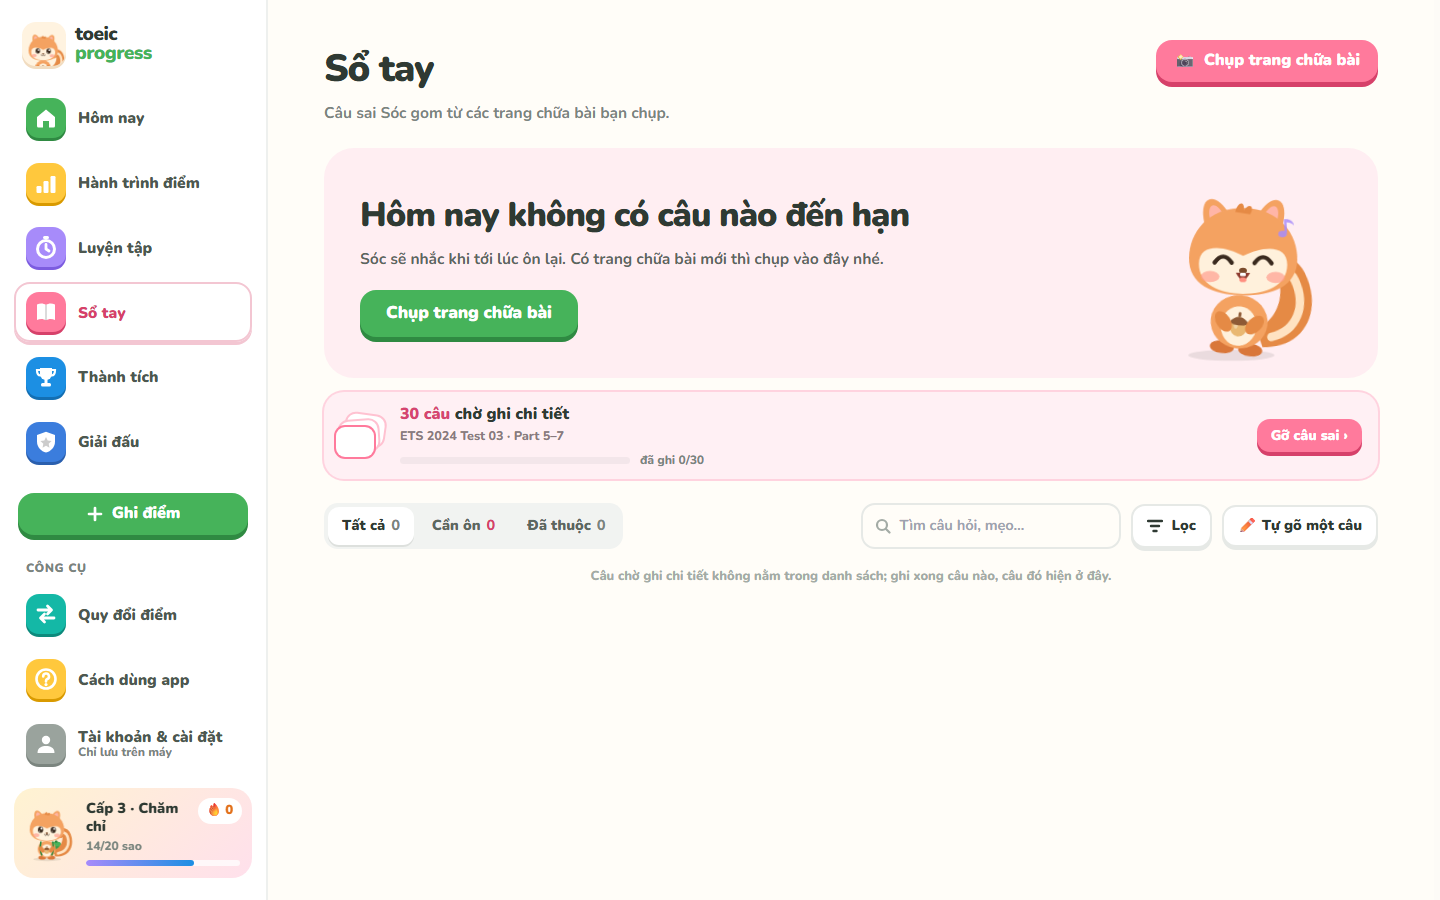 toeic
progress
Hôm nay
Hành trình điểm
Luyện tập
Sổ tay
Thành tích
Giải đấu
Ghi điểm
CÔNG CỤ
Quy đổi điểm
Cách dùng app
Tài khoản & cài đặt
Chỉ lưu trên máy
Cấp 3 · Chăm chỉ
0
14/20 sao
Sổ tay
Chụp trang chữa bài
Câu sai Sóc gom từ các trang chữa bài bạn chụp.
Hôm nay không có câu nào đến hạn
Sóc sẽ nhắc khi tới lúc ôn lại. Có trang chữa bài mới thì chụp vào đây nhé.
Chụp trang chữa bài
30 câu chờ ghi chi tiết
ETS 2024 Test 03 · Part 5–7
đã ghi 0/30
Gỡ câu sai ›
Tất cả 0
Cần ôn 0
Đã thuộc 0
Tìm câu hỏi, mẹo...
Lọc
Tự gõ một câu
Câu chờ ghi chi tiết không nằm trong danh sách; ghi xong câu nào, câu đó hiện ở đây.